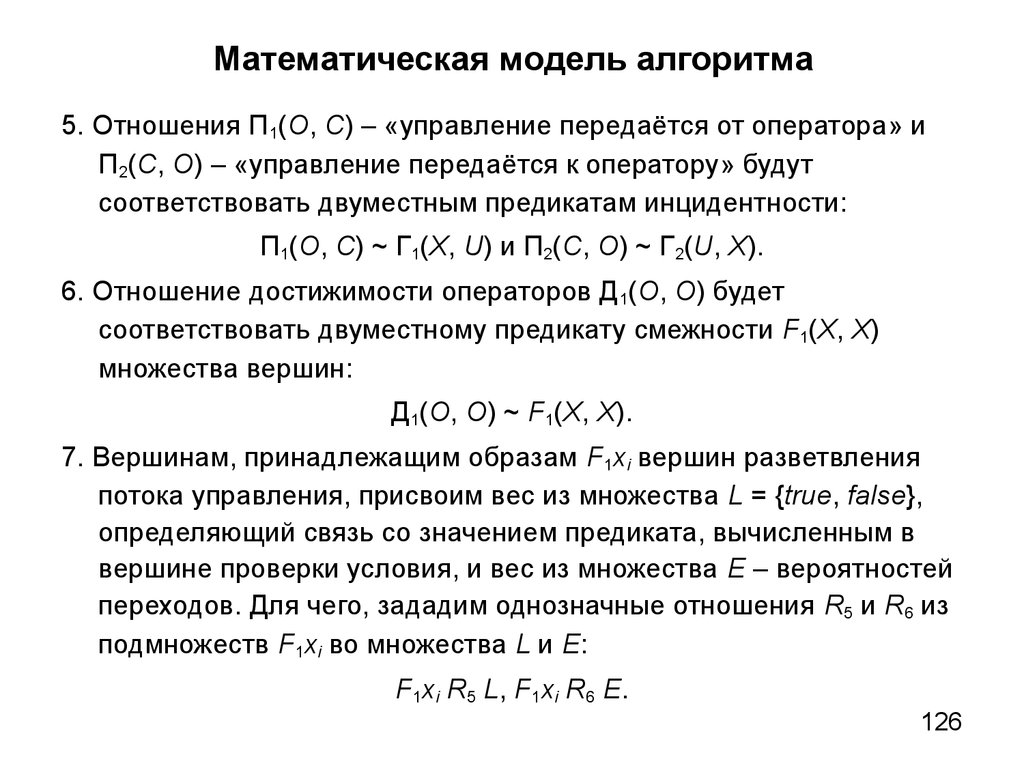 Математическая модель алгоритма
5. Отношения П₁(O, C) – «управление передаётся от оператора» и
П₂(C, O) – «управление передаётся к оператору» будут
соответствовать двуместным предикатам инцидентности:
П₁(O, C) ~ Г₁(X, U) и П₂(C, O) ~ Г₂(U, X).
6. Отношение достижимости операторов Д₁(O, O) будет
соответствовать двуместному предикату смежности F₁(X, X)
множества вершин:
Д₁(O, O) ~ F₁(X, X).
7. Вершинам, принадлежащим образам F₁xᵢ вершин разветвления
потока управления, присвоим вес из множества L = {true, false},
определяющий связь со значением предиката, вычисленным в
вершине проверки условия, и вес из множества E – вероятностей
переходов. Для чего, зададим однозначные отношения R₅ и R₆ из
подмножеств F₁xᵢ во множества L и E:
F₁xᵢ R₅ L, F₁xᵢ R₆ E.
126